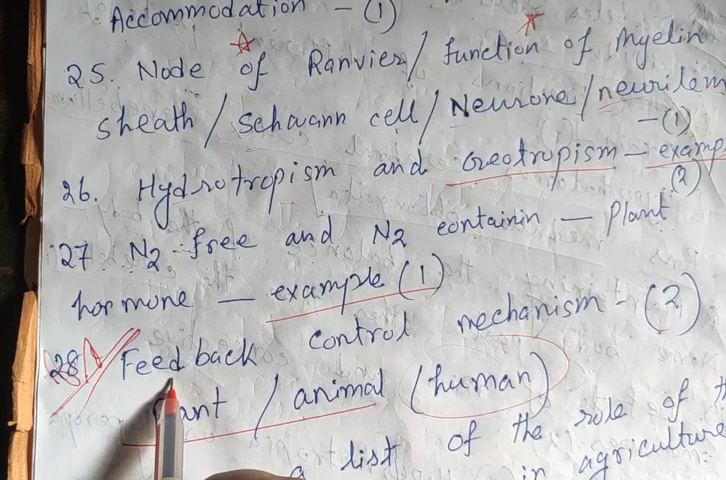 Accommodation - (1)
25. Node of Ranvier/ function of Myelin
sheath / Schwann cell / Neurone / neurilem
- (1)
26. Hydrotropism and Geotropism - examp
(2)
27. N2 free and N2 containin - Plant
hormone - example (1)
28. Feed back control mechanism - (2)
/ animal (human)
a list of the role of
in agriculture